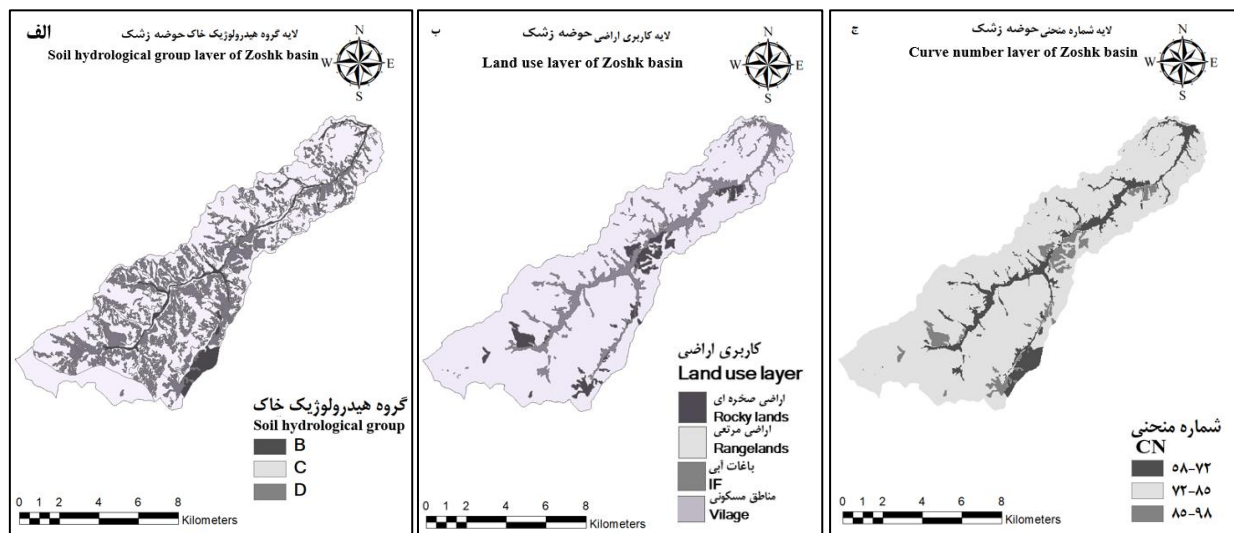 الف
لایه گروه هیدرولوژیک خاک حوضه زشک
Soil hydrological group layer of Zoshk basin
N
W
E
S
گروه هیدرولوژیک خاک
Soil hydrological group
B
C
D
0 1 2 4 6 8
Kilometers
ب
لایه کاربری اراضی حوضه زشک
Land use layer of Zoshk basin
N
W
E
S
کاربری اراضی
Land use layer
اراضی صخره ای
Rocky lands
اراضی مرتعی
Rangelands
باغات آبی
IF
مناطق مسکونی
Vilage
0 1 2 4 6 8
Kilometers
ج
لایه شماره منحنی حوضه زشک
Curve number layer of Zoshk basin
N
W
E
S
شماره منحنی
CN
۵۸-۷۲
۷۲-۸۵
۸۵-۹۸
0 1 2 4 6 8
Kilometers